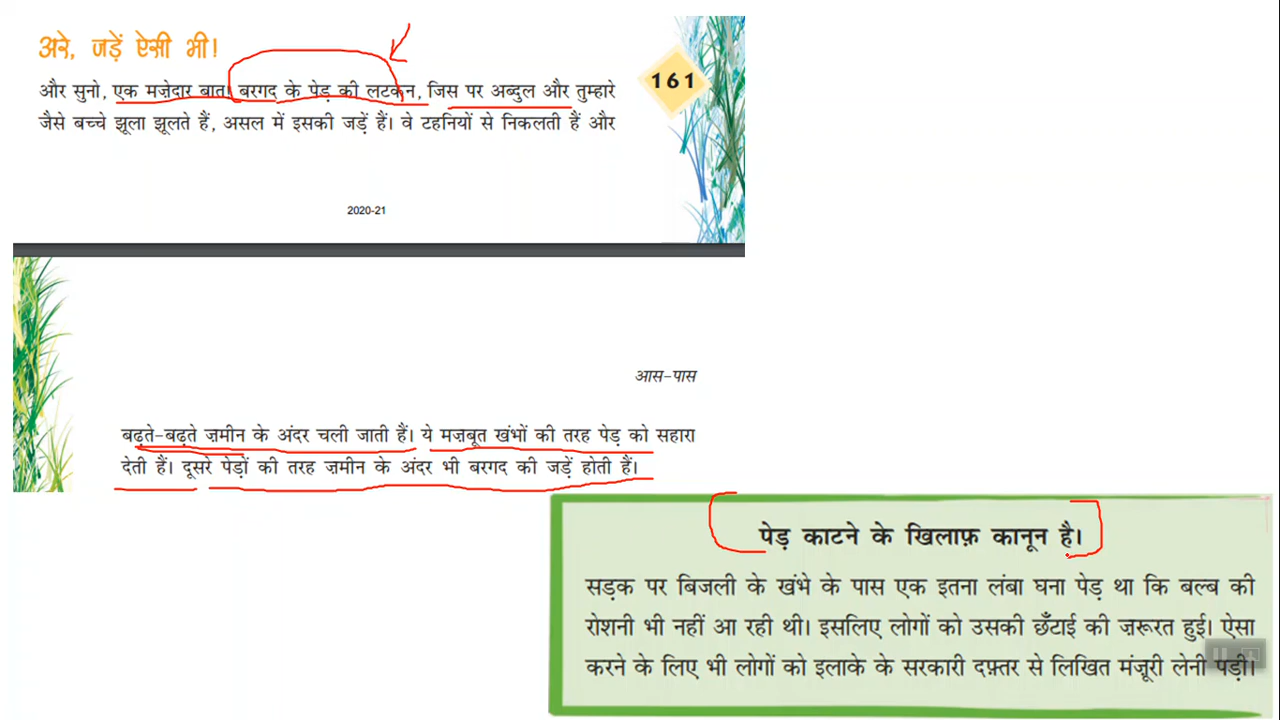 अरे, जड़ें ऐसी भी!
और सुनो, एक मज़ेदार बात! बरगद के पेड़ की लटकन, जिस पर अब्दुल और तुम्हारे
जैसे बच्चे झूला झूलते हैं, असल में इसकी जड़ें हैं। वे टहनियों से निकलती हैं और
161
2020-21
आस-पास
बढ़ते-बढ़ते ज़मीन के अंदर चली जाती हैं। ये मज़बूत खंभों की तरह पेड़ को सहारा
देती हैं। दूसरे पेड़ों की तरह ज़मीन के अंदर भी बरगद की जड़ें होती हैं।
पेड़ काटने के खिलाफ़ कानून है।
सड़क पर बिजली के खंभे के पास एक इतना लंबा घना पेड़ था कि बल्ब की
रोशनी भी नहीं आ रही थी। इसलिए लोगों को उसकी छँटाई की ज़रूरत हुई। ऐसा
करने के लिए भी लोगों को इलाके के सरकारी दफ़्तर से लिखित मंज़ूरी लेनी पड़ी।